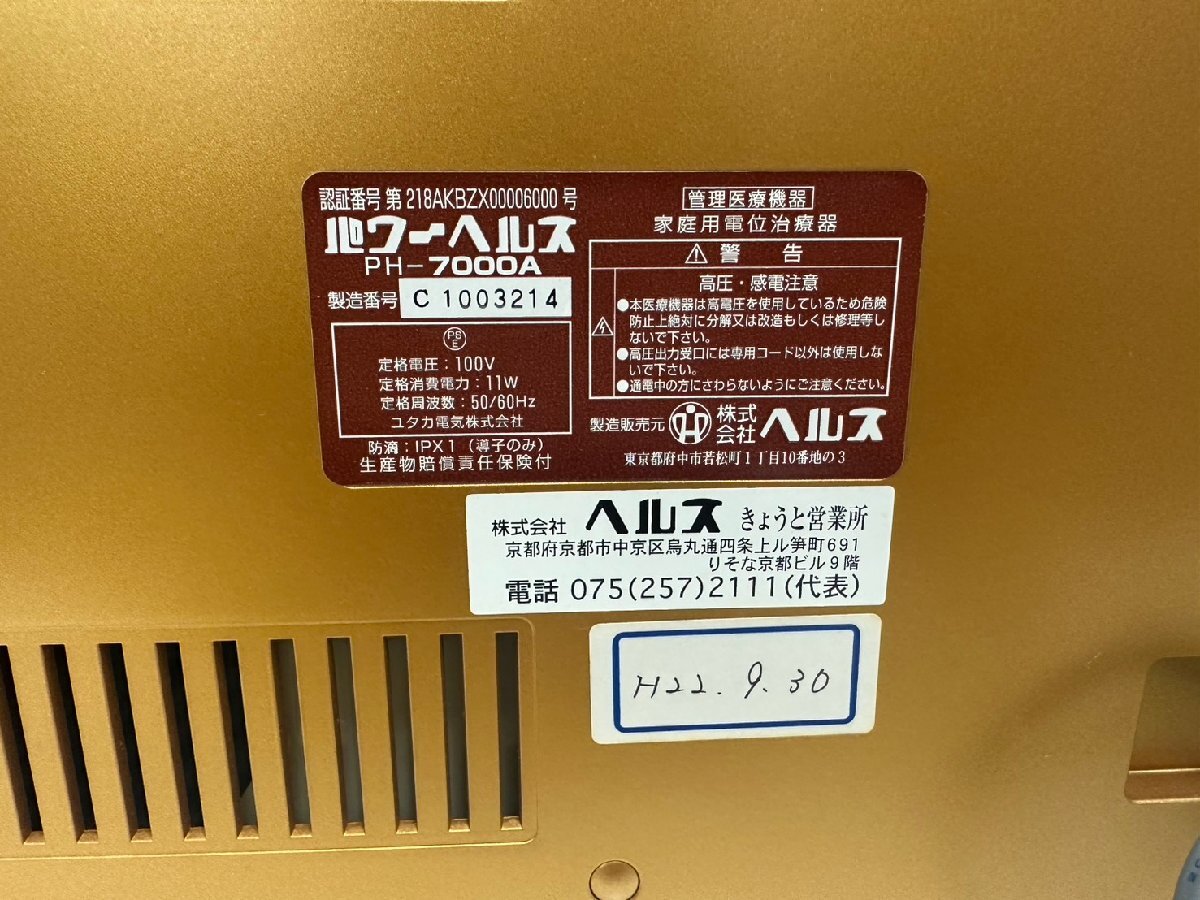 認証番号 第 218AKBZX00006000 号
パワーヘルス
PH-7000A
製造番号 C 1003214
PS
E
定格電圧：100V
定格消費電力：11W
定格周波数：50/60Hz
ユタカ電気株式会社
防滴：IPX1（導子のみ）
生産物賠償責任保険付
管理医療機器
家庭用電位治療器
⚠ 警 告
高圧・感電注意
●本医療機器は高電圧を使用しているため危険
防止上絶対に分解又は改造もしくは修理等し
ないで下さい。
●高圧出力受口には専用コード以外は使用しな
いで下さい。
●通電中の方にさわらないようにご注意ください。
製造販売元 株式会社 ヘルス
東京都府中市若松町1丁目10番地の3
株式会社 ヘルス きょうと営業所
京都府京都市中京区烏丸通四条上ル笋町691
りそな京都ビル9階
電話 075(257)2111(代表)
H22. 9. 30